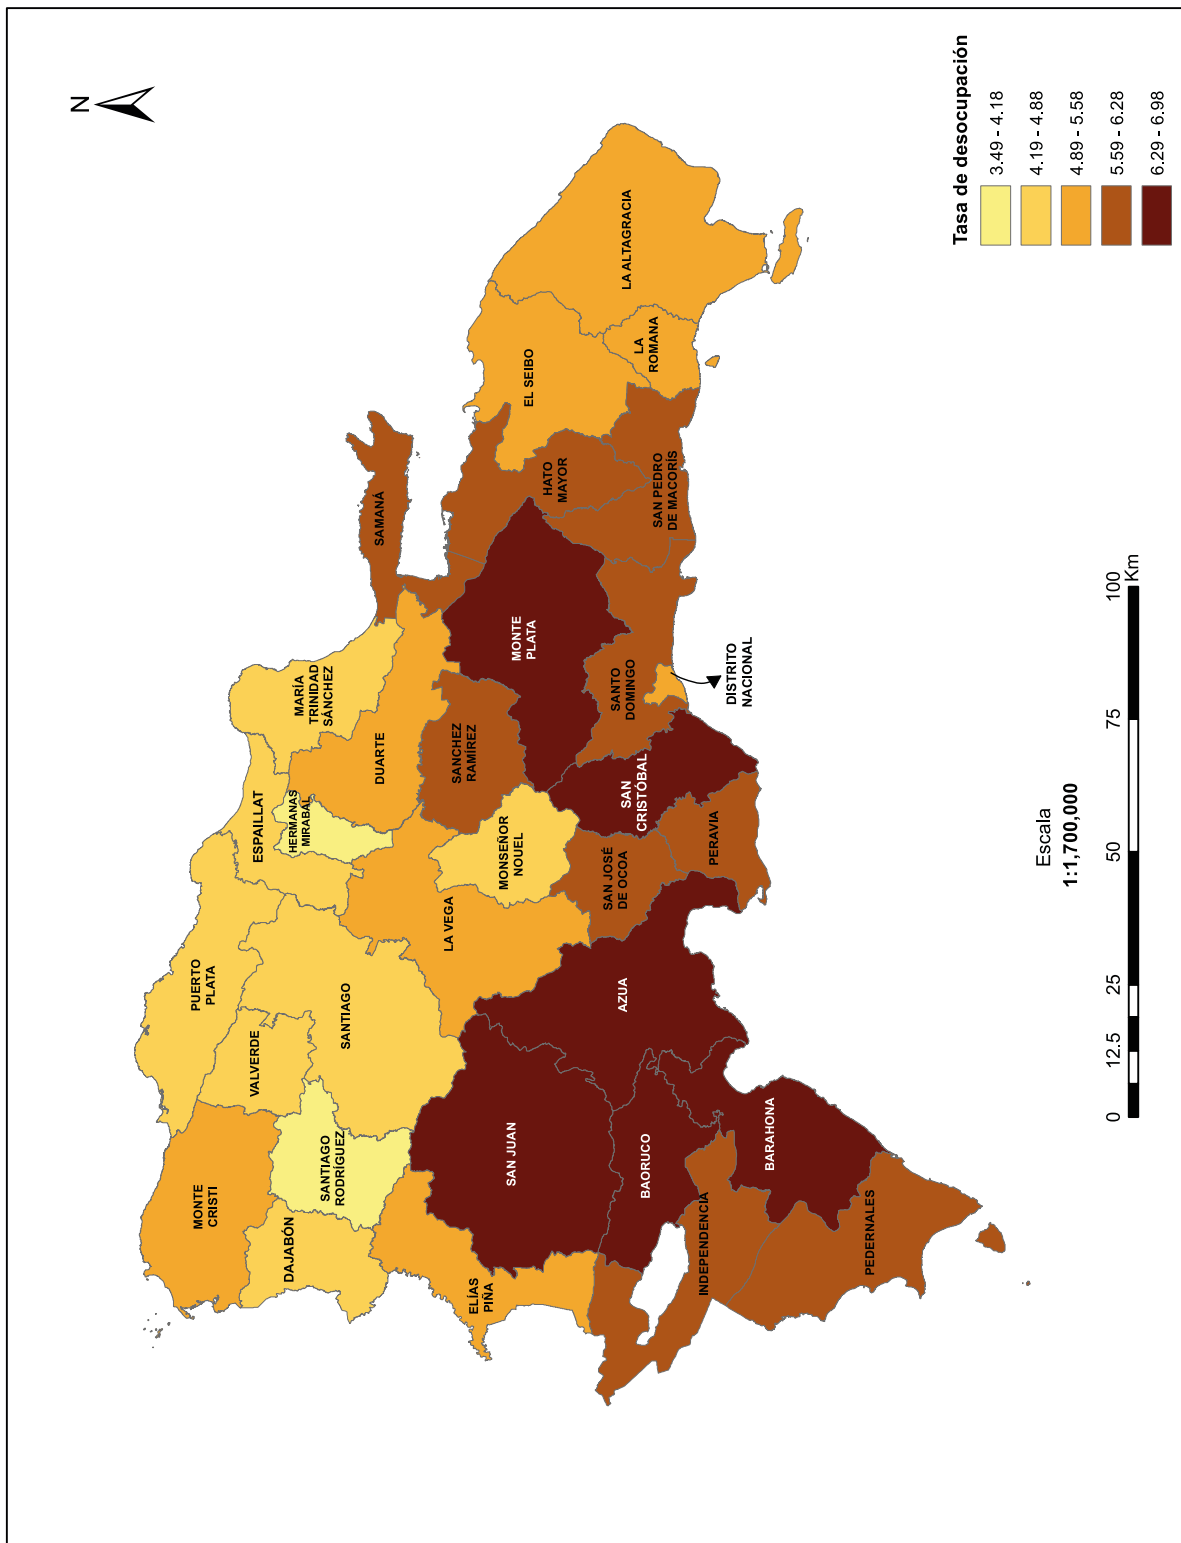 N
PUERTO
PLATA
MONTE
CRISTI
VALVERDE
ESPAILLAT
HERMANAS
MIRABAL
MARÍA
TRINIDAD
SÁNCHEZ
DAJABÓN
SANTIAGO
RODRÍGUEZ
SANTIAGO
DUARTE
SAMANÁ
LA VEGA
SANCHEZ
RAMÍREZ
ELÍAS
PIÑA
SAN JUAN
MONSEÑOR
NOUEL
MONTE
PLATA
HATO
MAYOR
EL SEIBO
LA ALTAGRACIA
LA
ROMANA
SAN PEDRO
DE MACORÍS
SANTO
DOMINGO
DISTRITO
NACIONAL
SAN
CRISTÓBAL
SAN JOSÉ
DE OCOA
PERAVIA
AZUA
BAORUCO
INDEPENDENCIA
BARAHONA
PEDERNALES
Tasa de desocupación
3.49 - 4.18
4.19 - 4.88
4.89 - 5.58
5.59 - 6.28
6.29 - 6.98
Escala
1:1,700,000
0 12.5 25 50 75 100
Km